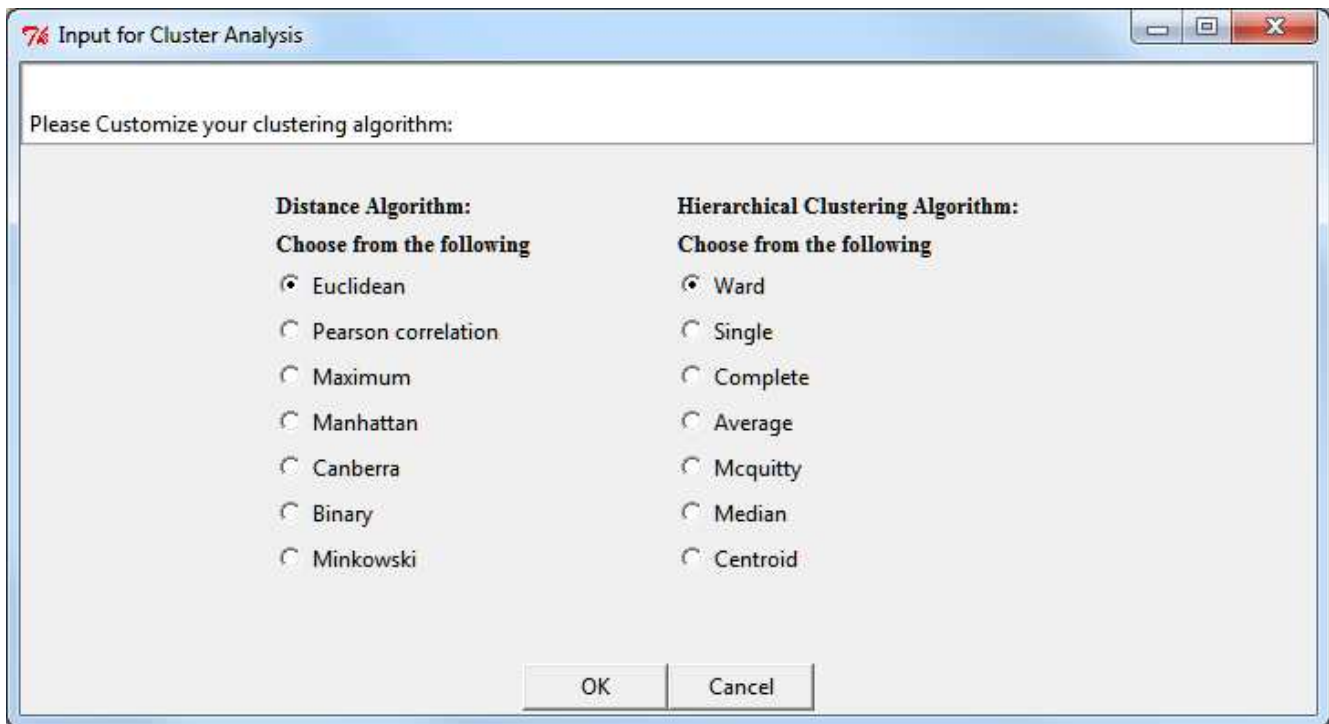 Input for Cluster Analysis
Please Customize your clustering algorithm:
Distance Algorithm:
Choose from the following
Euclidean
Pearson correlation
Maximum
Manhattan
Canberra
Binary
Minkowski
Hierarchical Clustering Algorithm:
Choose from the following
Ward
Single
Complete
Average
Mcquitty
Median
Centroid
OK
Cancel